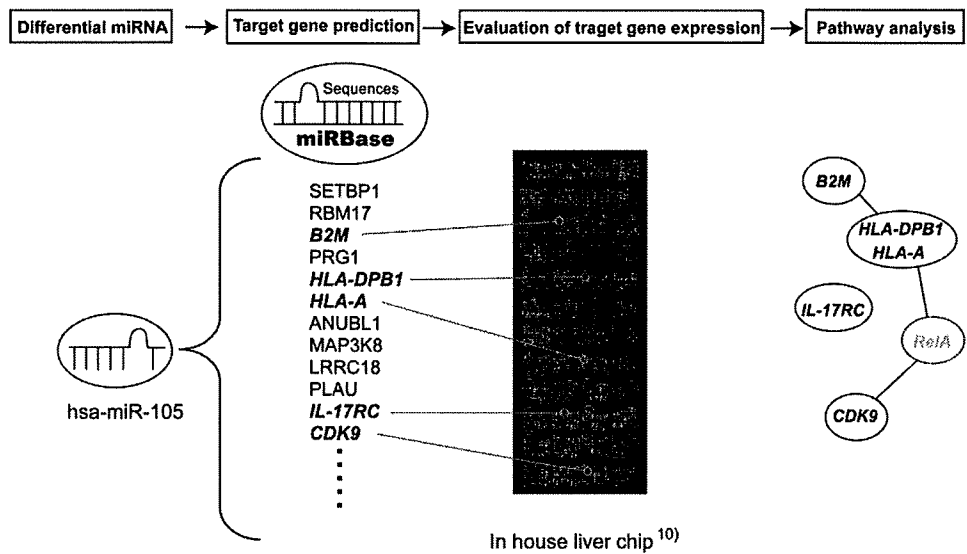 Differential miRNA
Target gene prediction
Evaluation of traget gene expression
Pathway analysis
Sequences
miRBase
SETBP1
RBM17
B2M
PRG1
HLA-DPB1
HLA-A
ANUBL1
MAP3K8
LRRC18
PLAU
IL-17RC
CDK9
hsa-miR-105
In house liver chip 10)
B2M
HLA-DPB1
HLA-A
IL-17RC
RelA
CDK9